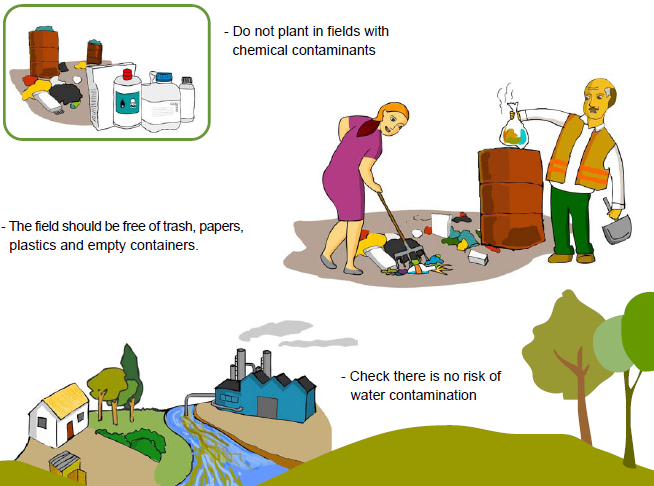 - Do not plant in fields with
chemical contaminants
- The field should be free of trash, papers,
plastics and empty containers.
- Check there is no risk of
water contamination